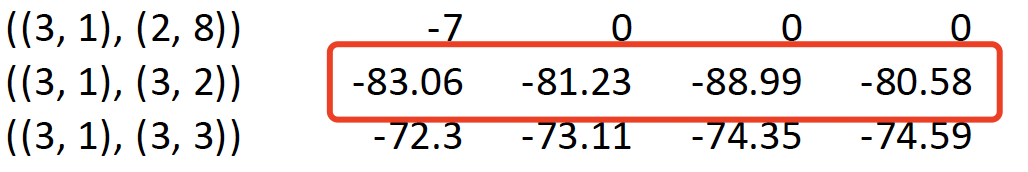 ((3, 1), (2, 8)) -7 0 0 0
((3, 1), (3, 2)) -83.06 -81.23 -88.99 -80.58
((3, 1), (3, 3)) -72.3 -73.11 -74.35 -74.59